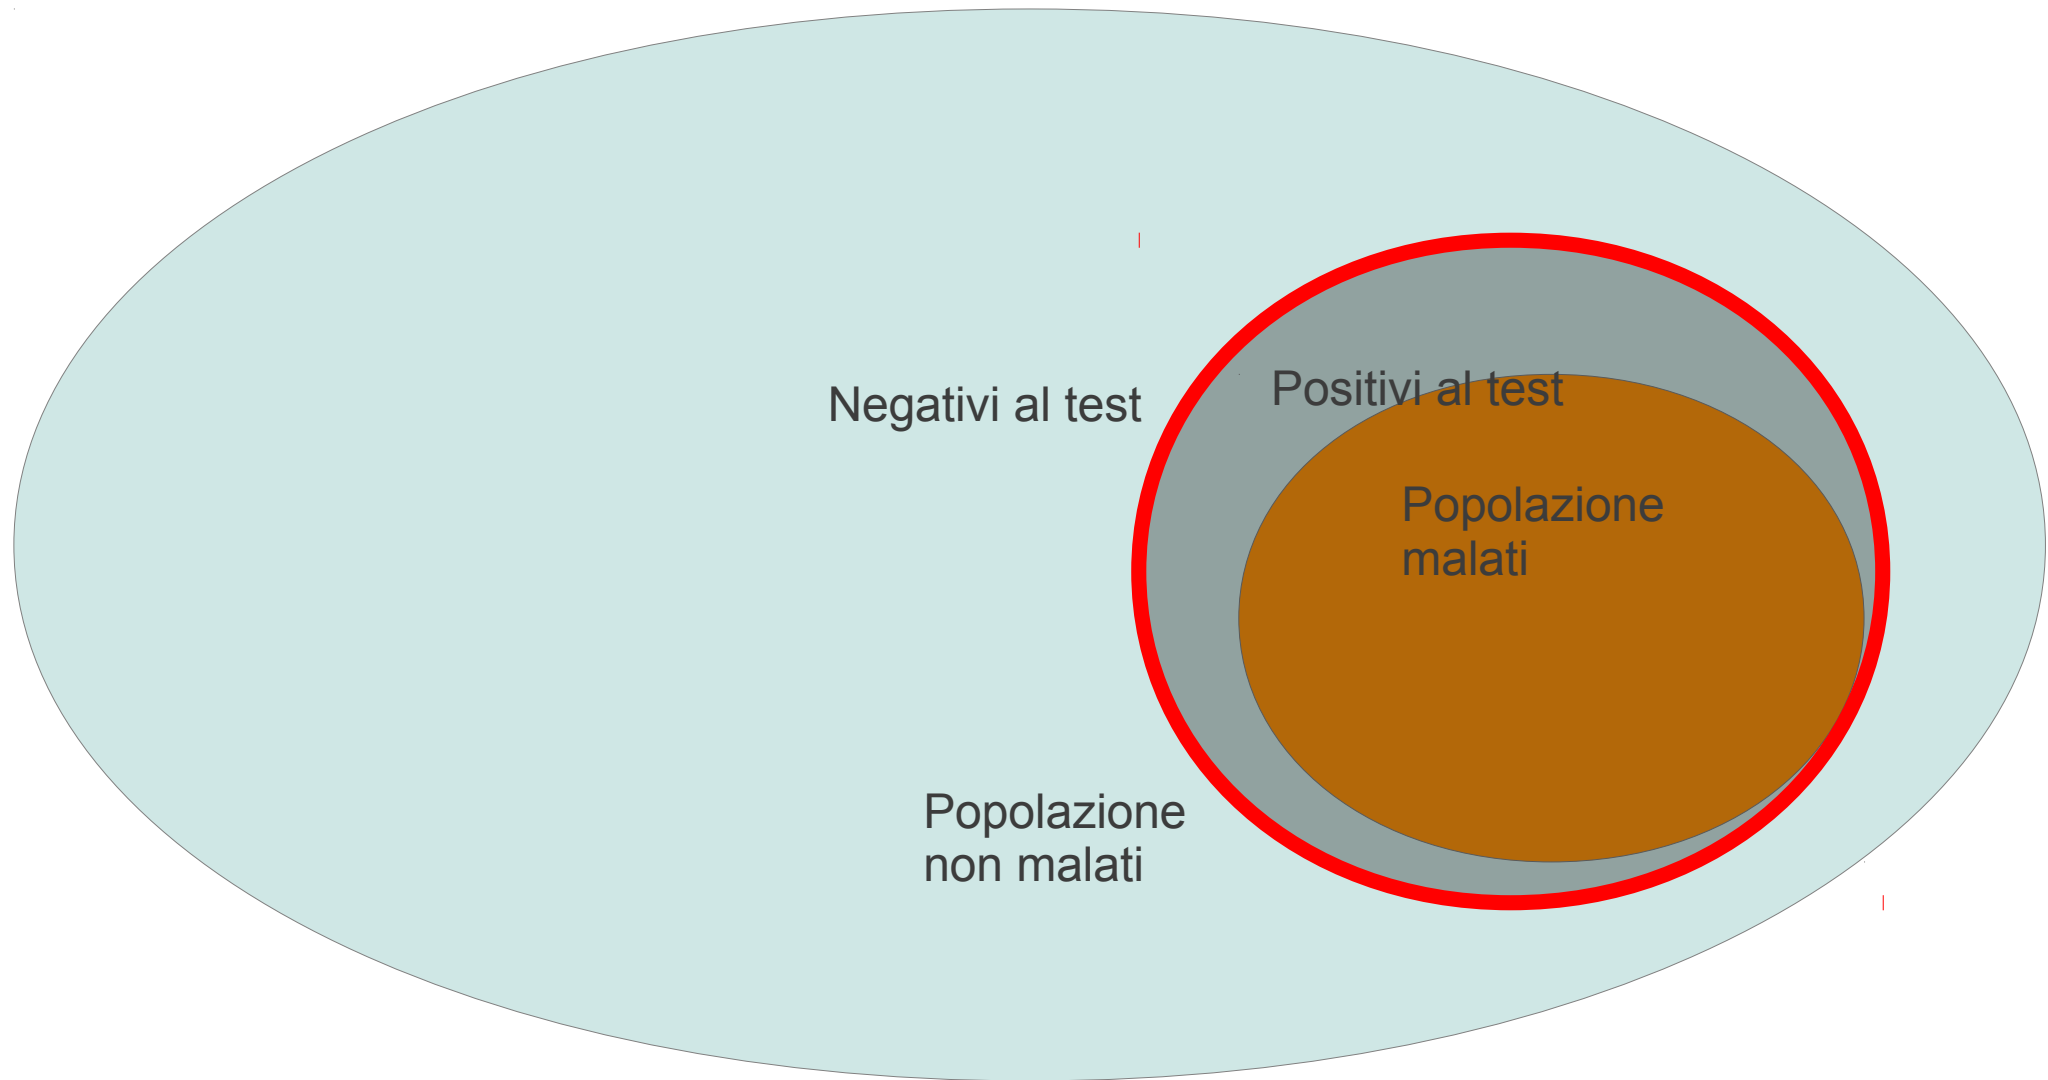 Negativi al test
Positivi al test
Popolazione
malati
Popolazione
non malati